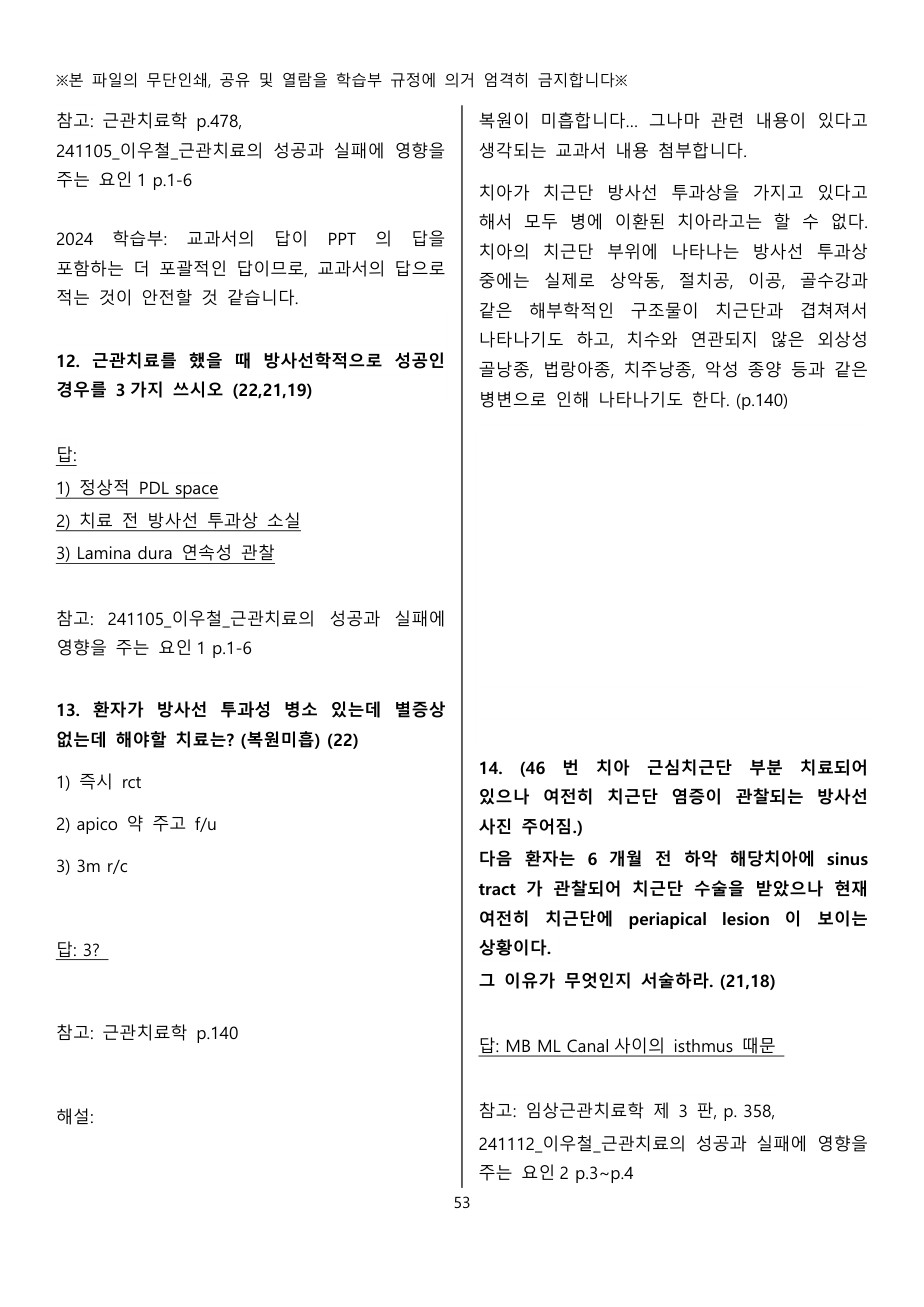 ※본 파일의 무단인쇄, 공유 및 열람을 학습부 규정에 의거 엄격히 금지합니다※
참고: 근관치료학 p.478,
241105_이우철_근관치료의 성공과 실패에 영향을
주는 요인 1 p.1-6
2024 학습부: 교과서의 답이 PPT 의 답을
포함하는 더 포괄적인 답이므로, 교과서의 답으로
적는 것이 안전할 것 같습니다.
12. 근관치료를 했을 때 방사선학적으로 성공인
경우를 3 가지 쓰시오 (22,21,19)
답:
1) 정상적 PDL space
2) 치료 전 방사선 투과상 소실
3) Lamina dura 연속성 관찰
참고: 241105_이우철_근관치료의 성공과 실패에
영향을 주는 요인 1 p.1-6
13. 환자가 방사선 투과성 병소 있는데 별증상
없는데 해야할 치료는? (복원미흡) (22)
1) 즉시 rct
2) apico 약 주고 f/u
3) 3m r/c
답: 3?
참고: 근관치료학 p.140
해설:
복원이 미흡합니다... 그나마 관련 내용이 있다고
생각되는 교과서 내용 첨부합니다.
치아가 치근단 방사선 투과상을 가지고 있다고
해서 모두 병에 이환된 치아라고는 할 수 없다.
치아의 치근단 부위에 나타나는 방사선 투과상
중에는 실제로 상악동, 절치공, 이공, 골수강과
같은 해부학적인 구조물이 치근단과 겹쳐져서
나타나기도 하고, 치수와 연관되지 않은 외상성
골낭종, 법랑아종, 치주낭종, 악성 종양 등과 같은
병변으로 인해 나타나기도 한다. (p.140)
14. (46 번 치아 근심치근단 부분 치료되어
있으나 여전히 치근단 염증이 관찰되는 방사선
사진 주어짐.)
다음 환자는 6 개월 전 하악 해당치아에 sinus
tract 가 관찰되어 치근단 수술을 받았으나 현재
여전히 치근단에 periapical lesion 이 보이는
상황이다.
그 이유가 무엇인지 서술하라. (21,18)
답: MB ML Canal 사이의 isthmus 때문
참고: 임상근관치료학 제 3 판, p. 358,
241112_이우철_근관치료의 성공과 실패에 영향을
주는 요인 2 p.3~p.4
53